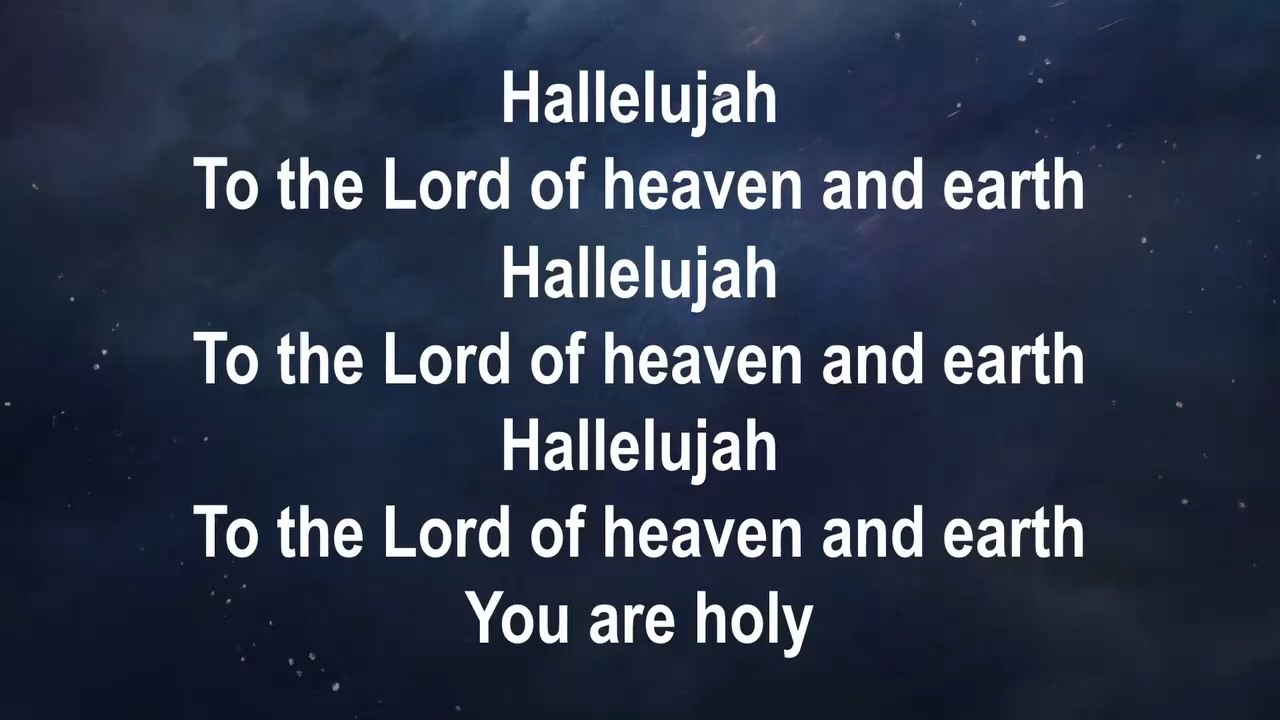 Hallelujah
To the Lord of heaven and earth
Hallelujah
To the Lord of heaven and earth
Hallelujah
To the Lord of heaven and earth
You are holy